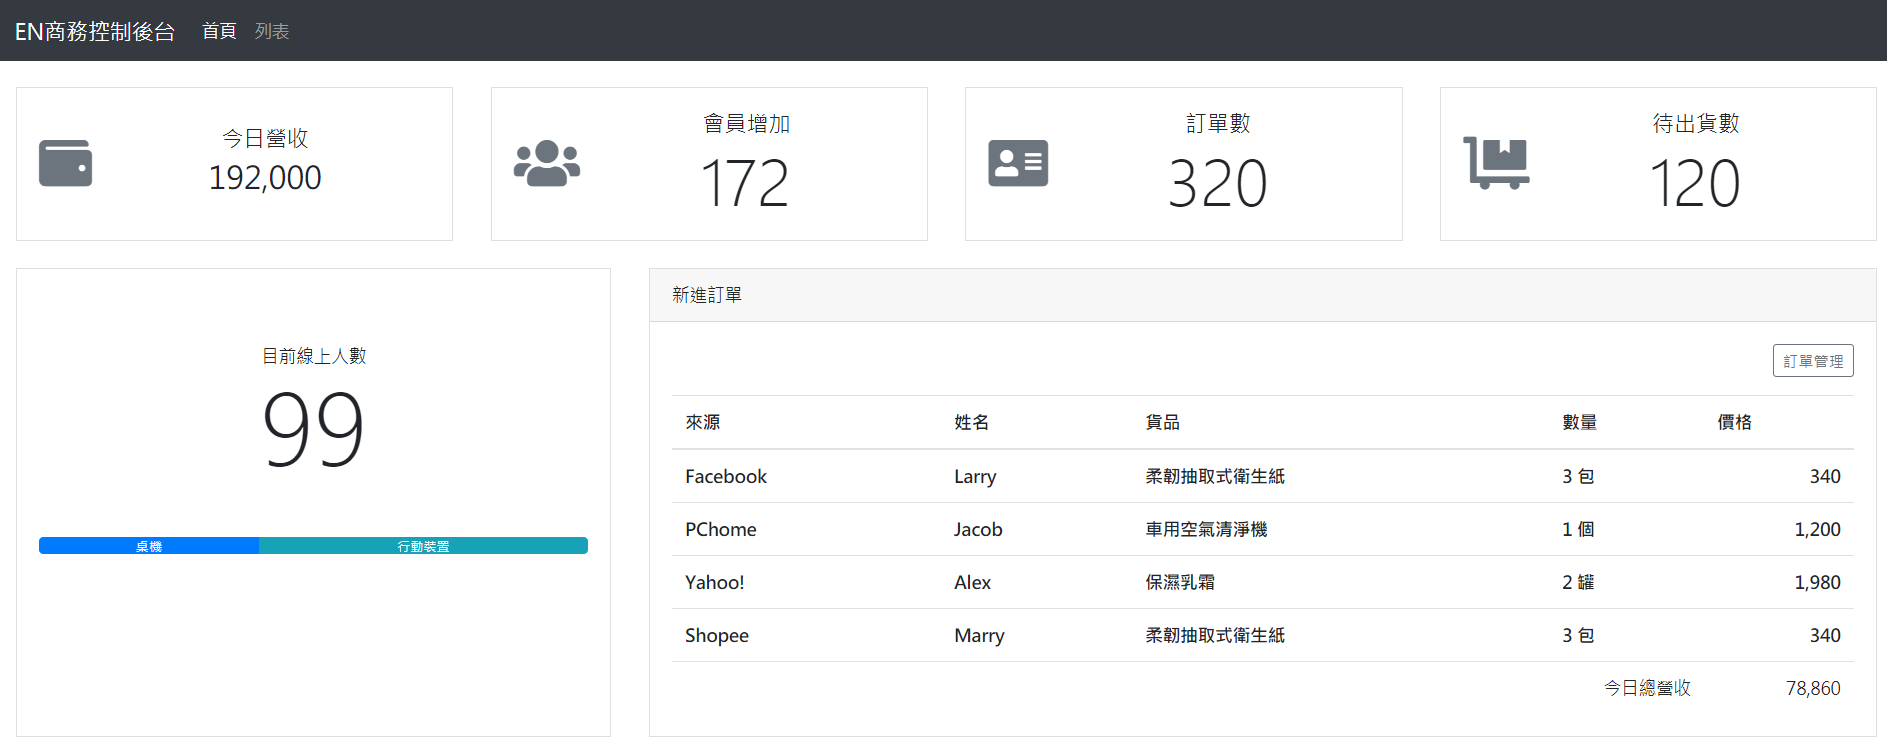 EN商務控制後台 首頁 列表
今日營收
192,000
會員增加
172
訂單數
320
待出貨數
120
目前線上人數
99
桌機 行動裝置
新進訂單
訂單管理
來源 姓名 貨品 數量 價格
Facebook Larry 柔韌抽取式衛生紙 3 包 340
PChome Jacob 車用空氣清淨機 1 個 1,200
Yahoo! Alex 保濕乳霜 2 罐 1,980
Shopee Marry 柔韌抽取式衛生紙 3 包 340
今日總營收 78,860